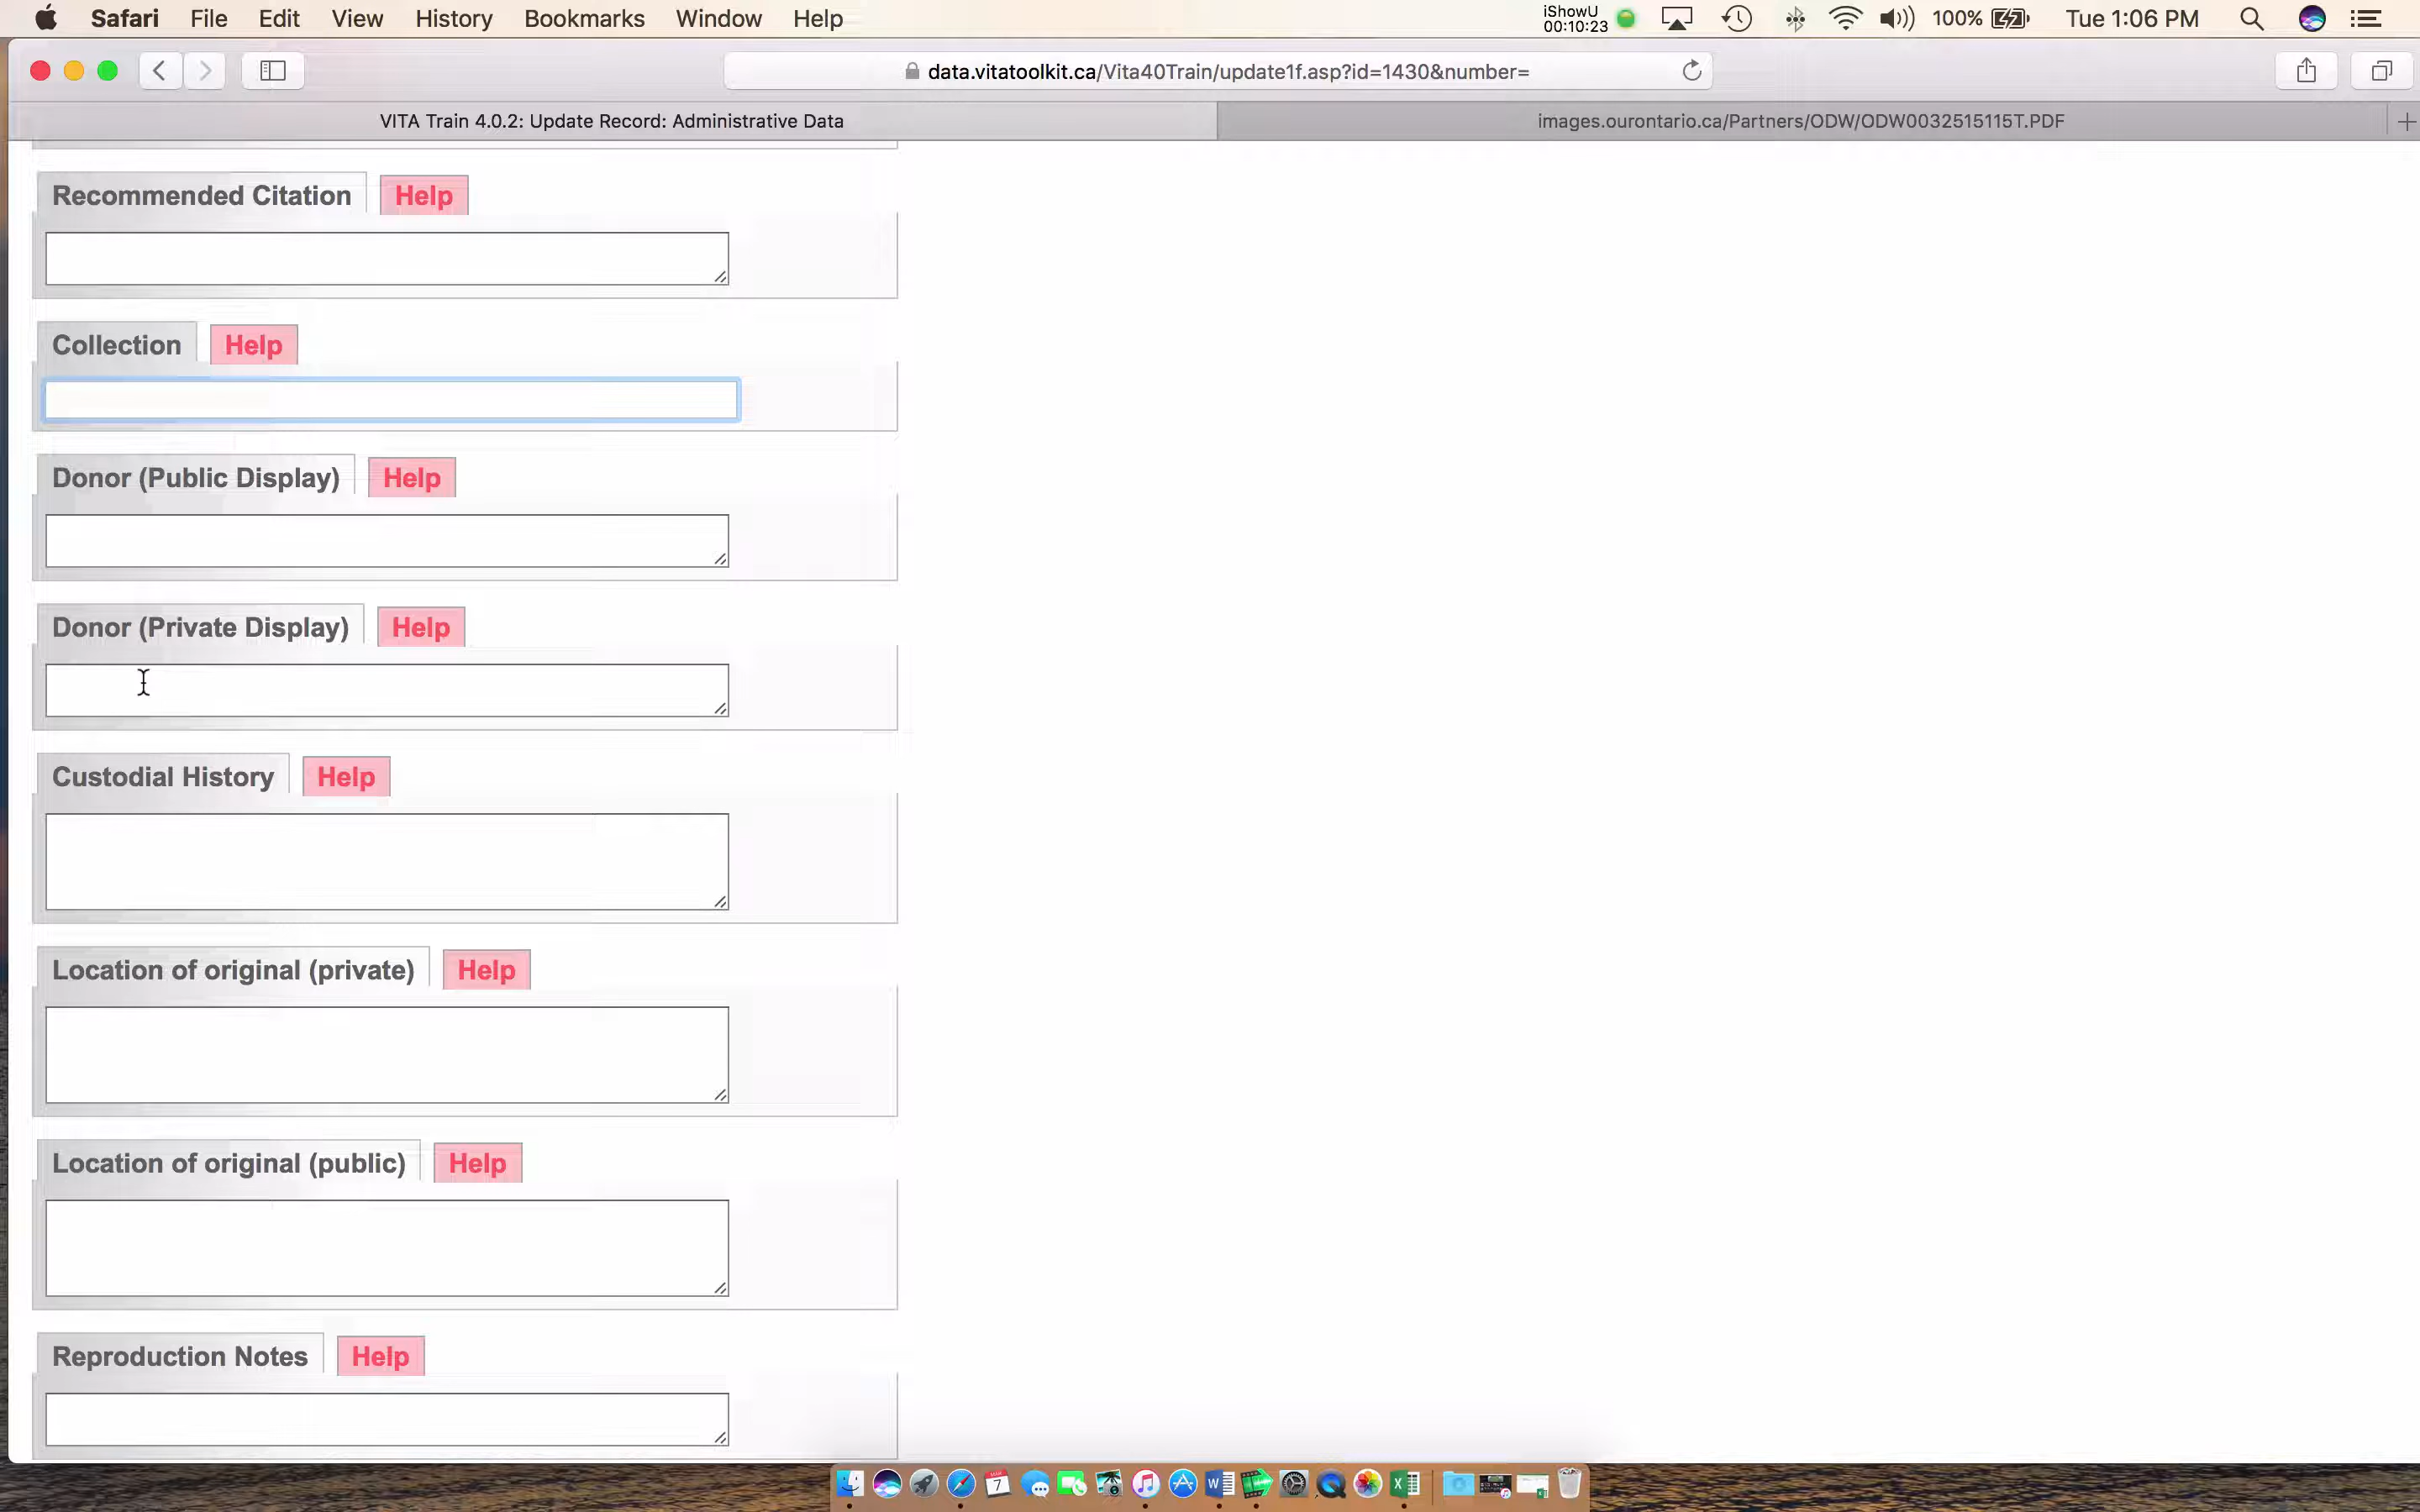 Safari File Edit View History Bookmarks Window Help iShowU 00:10:23 100% Tue 1:06 PM
data.vitatoolkit.ca/Vita40Train/update1f.asp?id=1430&number=
VITA Train 4.0.2: Update Record: Administrative Data images.ourontario.ca/Partners/ODW/ODW0032515115T.PDF
Recommended Citation Help
Collection Help
Donor (Public Display) Help
Donor (Private Display) Help
Custodial History Help
Location of original (private) Help
Location of original (public) Help
Reproduction Notes Help
7